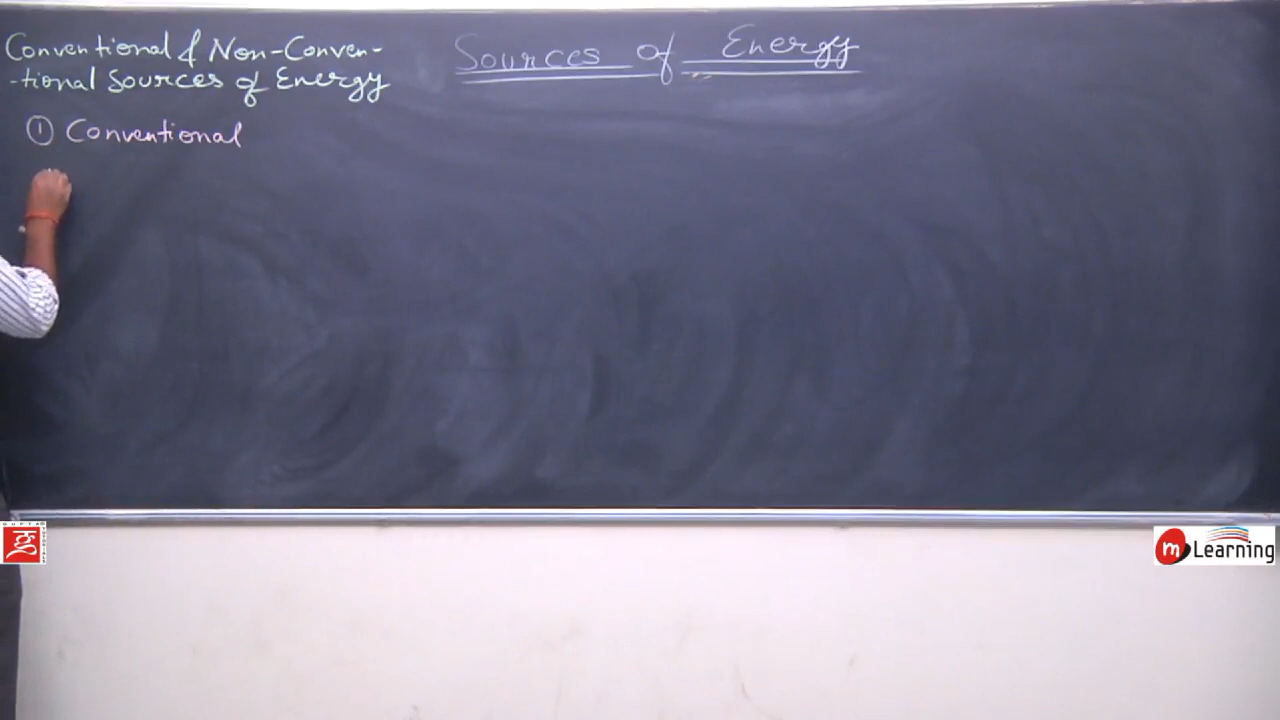 Sources of Energy
Conventional & Non-Conven-
-tional Sources of Energy
① Conventional
m Learning